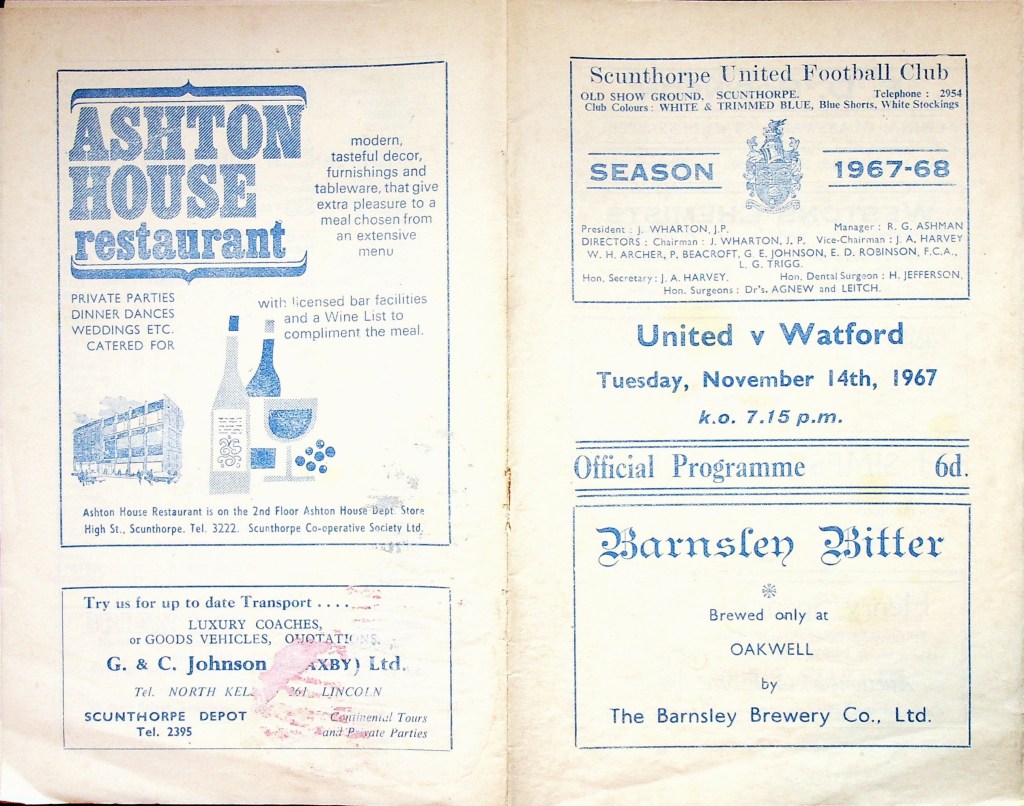 ASHTON
HOUSE
restaurant
modern,
tasteful decor,
furnishings and
tableware, that give
extra pleasure to a
meal chosen from
an extensive
menu
PRIVATE PARTIES
DINNER DANCES
WEDDINGS ETC.
CATERED FOR
with licensed bar facilities
and a Wine List to
compliment the meal.
Ashton House Restaurant is on the 2nd Floor Ashton House Dept. Store
High St., Scunthorpe. Tel. 3222. Scunthorpe Co-operative Society Ltd.
Try us for up to date Transport ....
LUXURY COACHES,
or GOODS VEHICLES, QUOTATIONS.
G. & C. Johnson Ltd.
Tel. NORTH 261 LINCOLN
SCUNTHORPE DEPOT
Tel. 2395
Continental Tours
and Private Parties
Scunthorpe United Football Club
OLD SHOW GROUND, SCUNTHORPE. Telephone : 2954
Club Colours : WHITE & TRIMMED BLUE, Blue Shorts, White Stockings
SEASON 1967-68
President : J. WHARTON, J.P. Manager : R. G. ASHMAN
DIRECTORS : Chairman : J. WHARTON, J. P. Vice-Chairman : J. A. HARVEY
W. H. ARCHER, P. BEACROFT, G. E. JOHNSON, E. D. ROBINSON, F.C.A.,
L. G. TRIGG.
Hon. Secretary : J. A. HARVEY. Hon. Dental Surgeon : H. JEFFERSON,
Hon. Surgeons : Dr's. AGNEW and LEITCH.
United v Watford
Tuesday, November 14th, 1967
k.o. 7.15 p.m.
Official Programme 6d.
Barnsley Bitter
Brewed only at
OAKWELL
by
The Barnsley Brewery Co., Ltd.